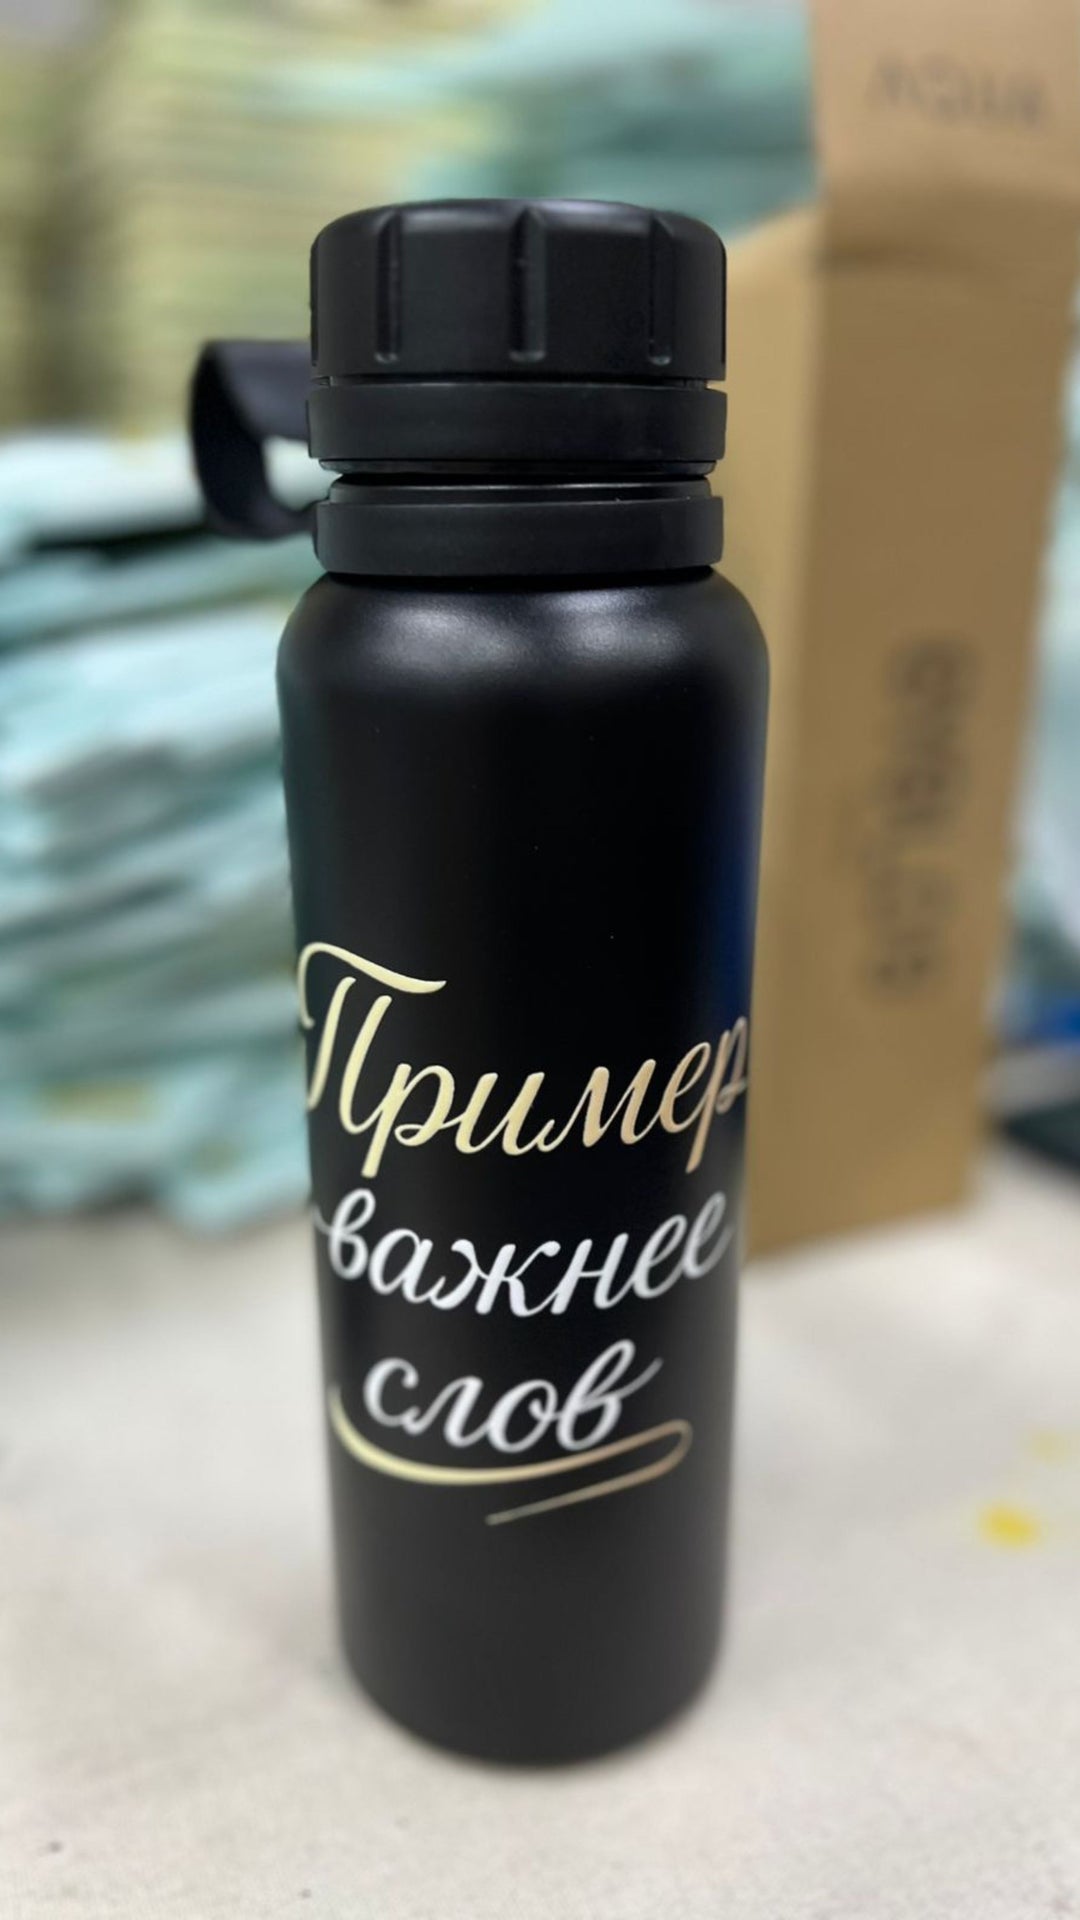 Пример
важнее
слов